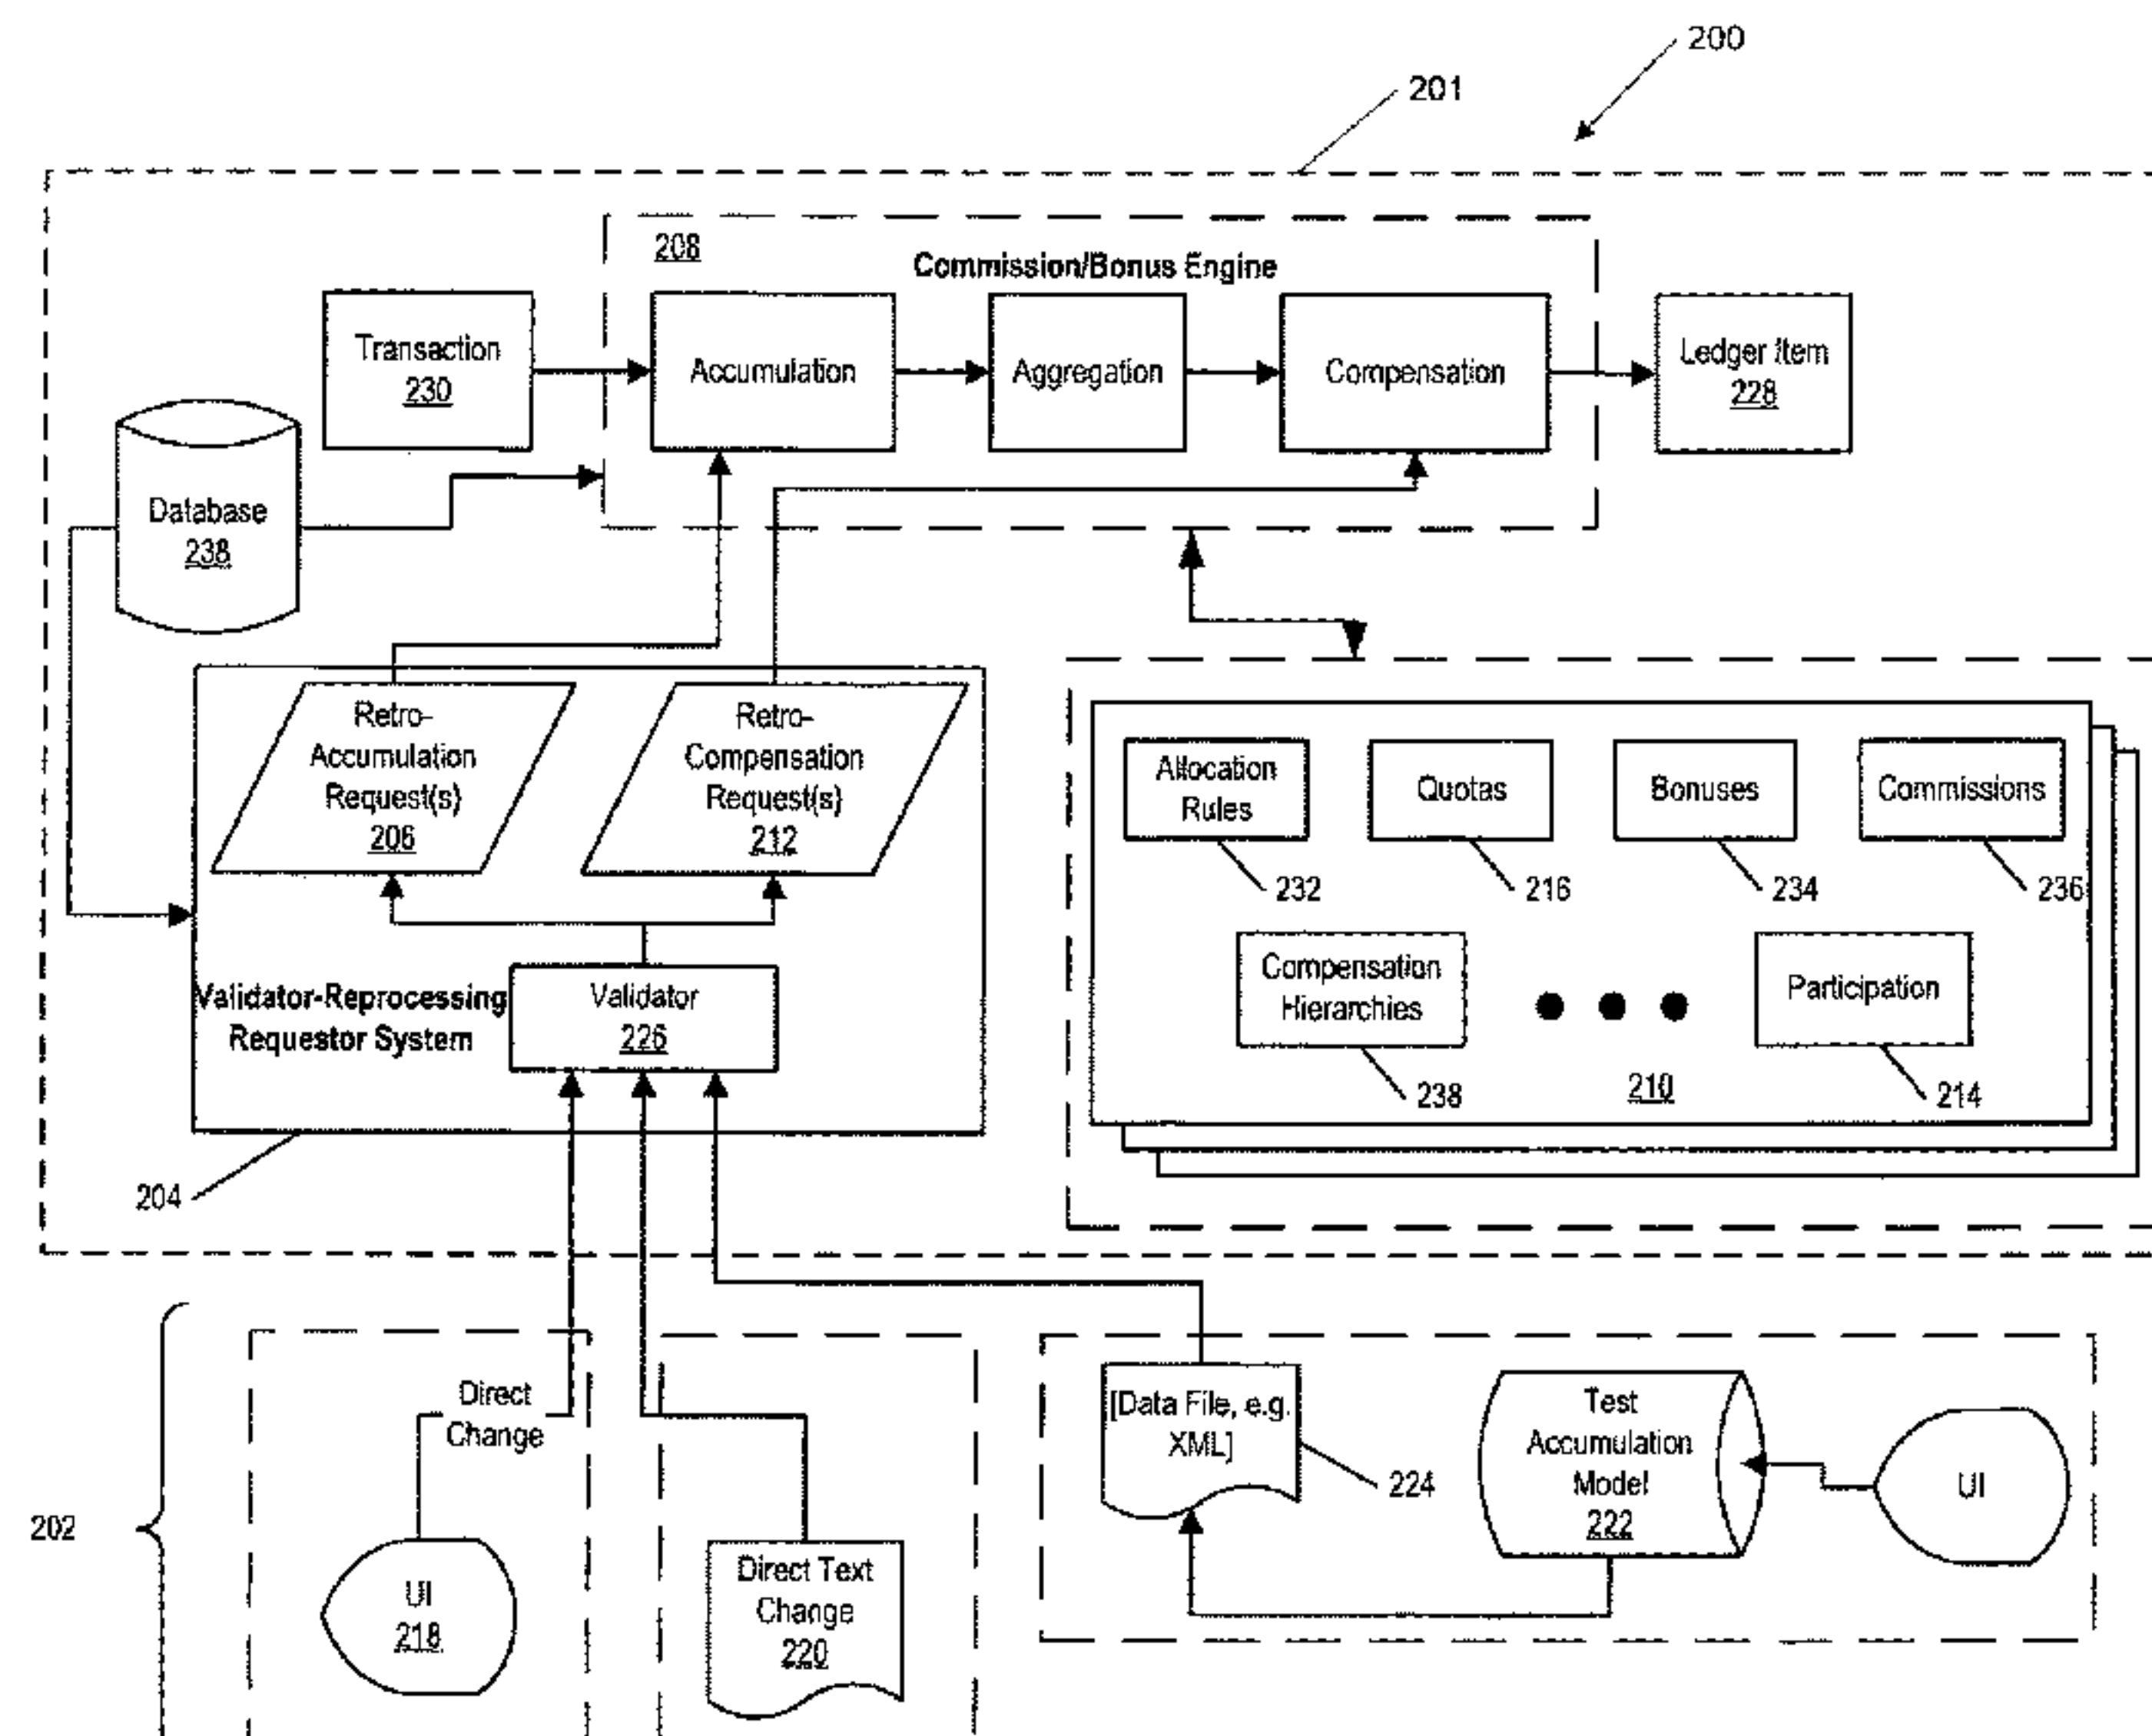 200
201
208
Commission/Bonus Engine
Transaction
230
Accumulation
Aggregation
Compensation
Ledger Item
228
Database
238
Retro-
Accumulation
Request(s)
206
Retro-
Compensation
Request(s)
212
Allocation
Rules
Quotas
Bonuses
Commissions
232
216
234
236
Validator-Reprocessing
Requestor System
Validator
226
Compensation
Hierarchies
Participation
238
210
214
204
202
Direct
Change
UI
218
Direct Text
Change
220
[Data File, e.g.
XML]
224
Test
Accumulation
Model
222
UI